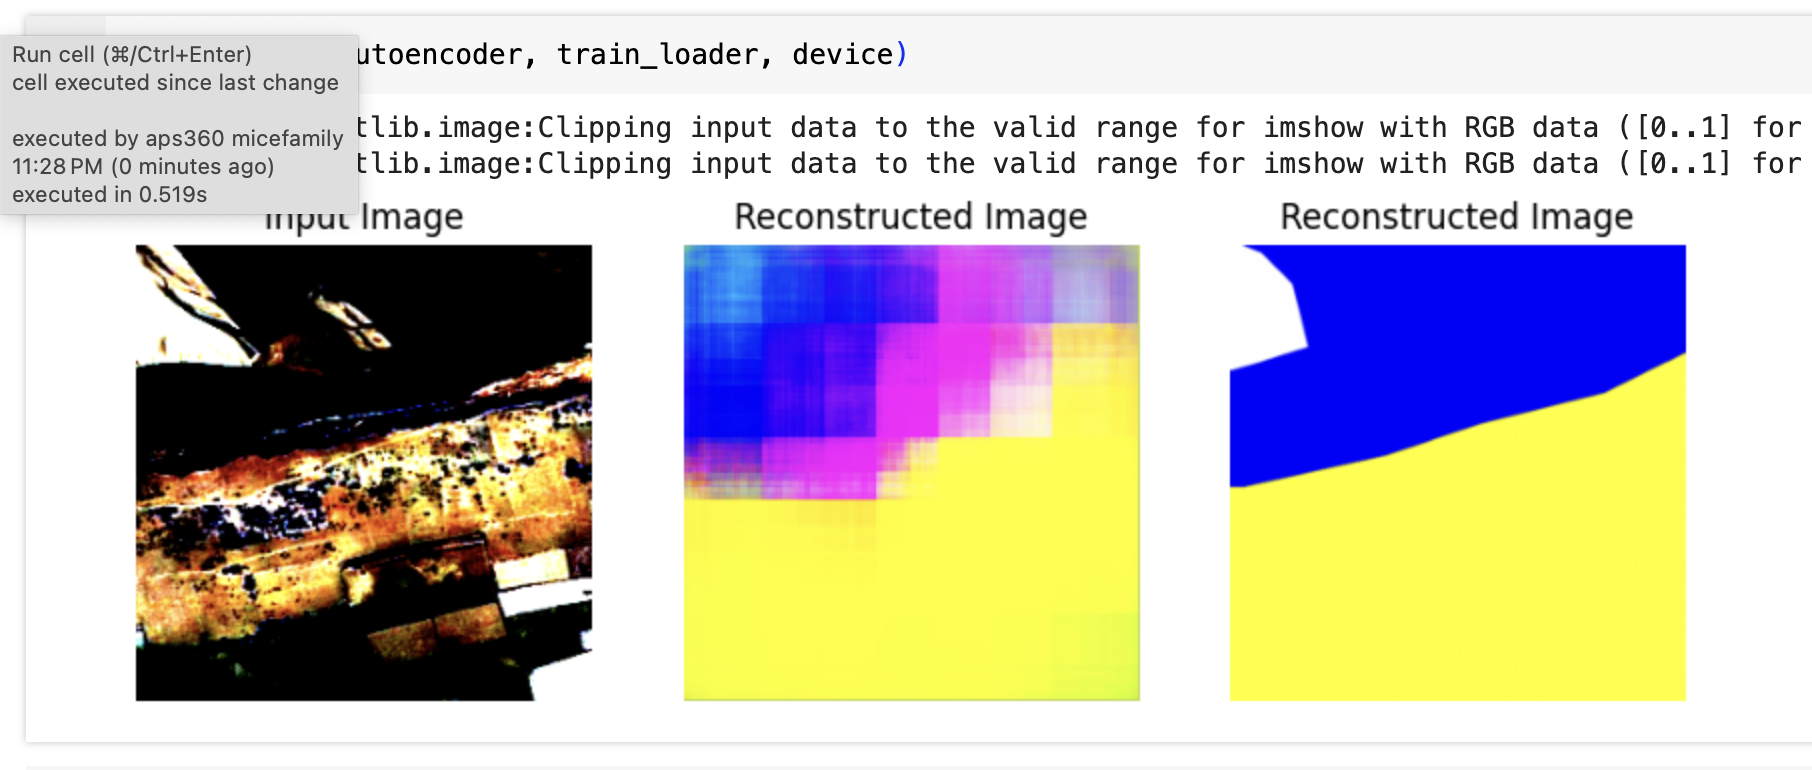 Run cell (⌘/Ctrl+Enter)
cell executed since last change
executed by aps360 micefamily
11:28 PM (0 minutes ago)
executed in 0.519s
utoencoder, train_loader, device)
tlib.image:Clipping input data to the valid range for imshow with RGB data ([0..1] for
tlib.image:Clipping input data to the valid range for imshow with RGB data ([0..1] for
Input Image
Reconstructed Image
Reconstructed Image